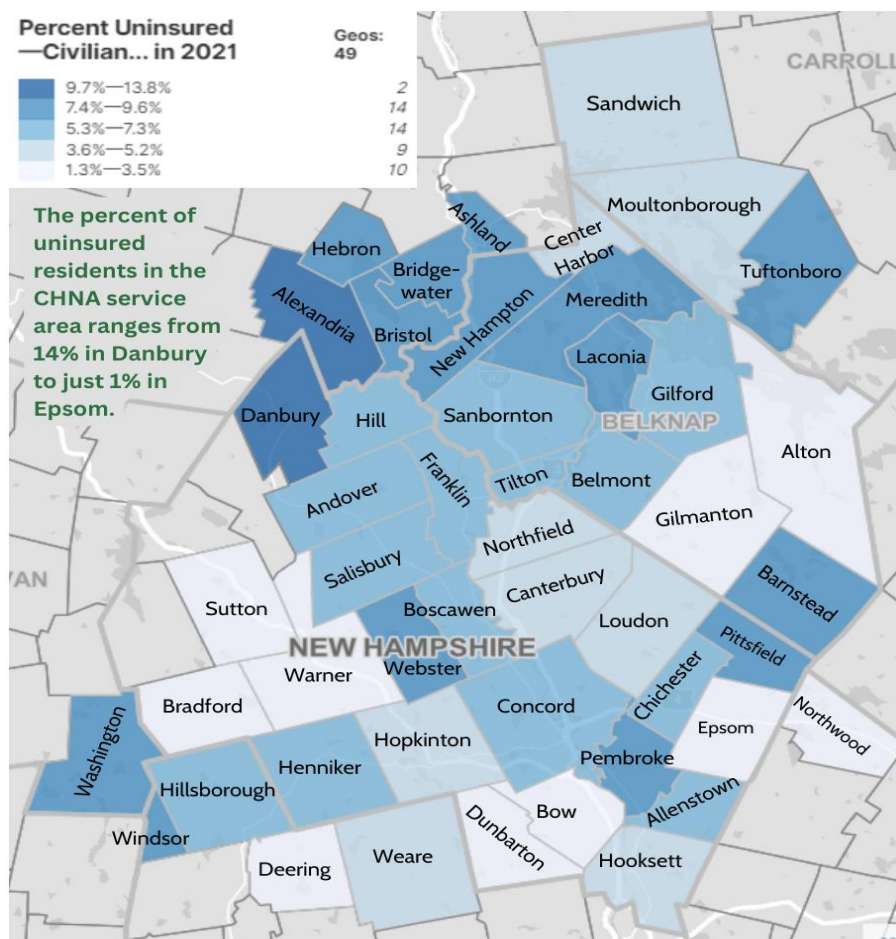 Percent Uninsured
—Civilian... in 2021
Geos:
49
9.7%—13.8% 2
7.4%—9.6% 14
5.3%—7.3% 14
3.6%—5.2% 9
1.3%—3.5% 10
The percent of
uninsured
residents in the
CHNA service
area ranges from
14% in Danbury
to just 1% in
Epsom.
CARROLL
Sandwich
Moultonborough
Ashland
Center
Harbor
Hebron
Bridge-
water
Tuftonboro
Alexandria
Bristol
New Hampton
Meredith
Laconia
Gilford
Danbury
Hill
Sanbornton
BELKNAP
Alton
Andover
Franklin
Tilton
Belmont
Gilmanton
Northfield
Salisbury
Canterbury
Barnstead
VAN
Sutton
Boscawen
Loudon
NEW HAMPSHIRE
Pittsfield
Warner
Webster
Chichester
Bradford
Concord
Epsom
Northwood
Washington
Hopkinton
Henniker
Pembroke
Hillsborough
Allenstown
Windsor
Bow
Dunbarton
Deering
Weare
Hooksett